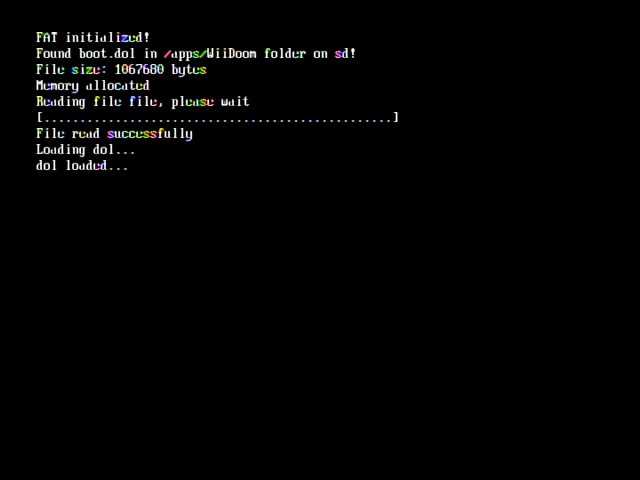 FAT initialized!
Found boot.dol in /apps/WiiDoom folder on sd!
File size: 1067680 bytes
Memory allocated
Reading file file, please wait
[.................................................]
File read successfully
Loading dol...
dol loaded...